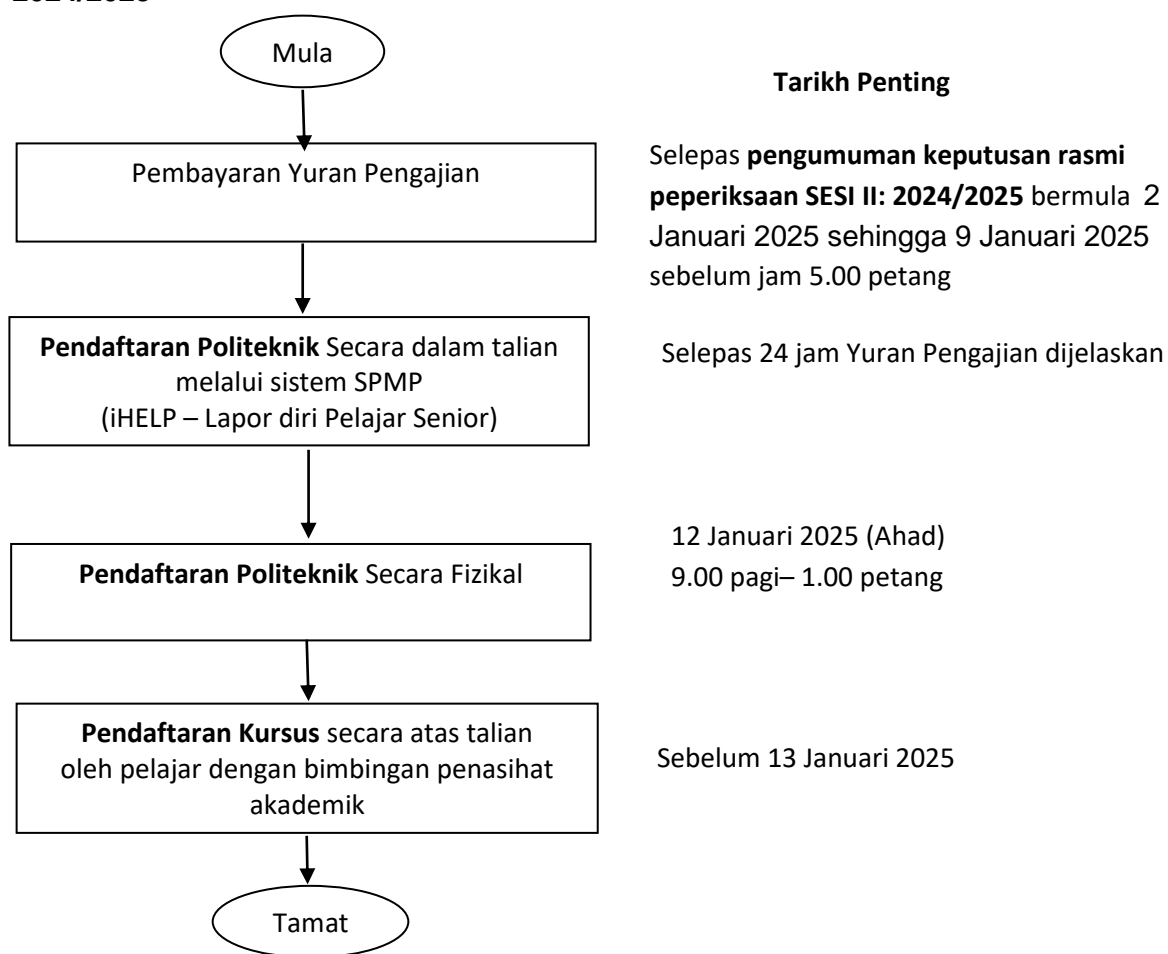 Mula
Tarikh Penting
Pembayaran Yuran Pengajian
Selepas pengumuman keputusan rasmi
peperiksaan SESI II: 2024/2025 bermula 2
Januari 2025 sehingga 9 Januari 2025
sebelum jam 5.00 petang
Pendaftaran Politeknik Secara dalam talian
melalui sistem SPMP
(iHELP – Lapor diri Pelajar Senior)
Selepas 24 jam Yuran Pengajian dijelaskan
Pendaftaran Politeknik Secara Fizikal
12 Januari 2025 (Ahad)
9.00 pagi– 1.00 petang
Pendaftaran Kursus secara atas talian
oleh pelajar dengan bimbingan penasihat
akademik
Sebelum 13 Januari 2025
Tamat